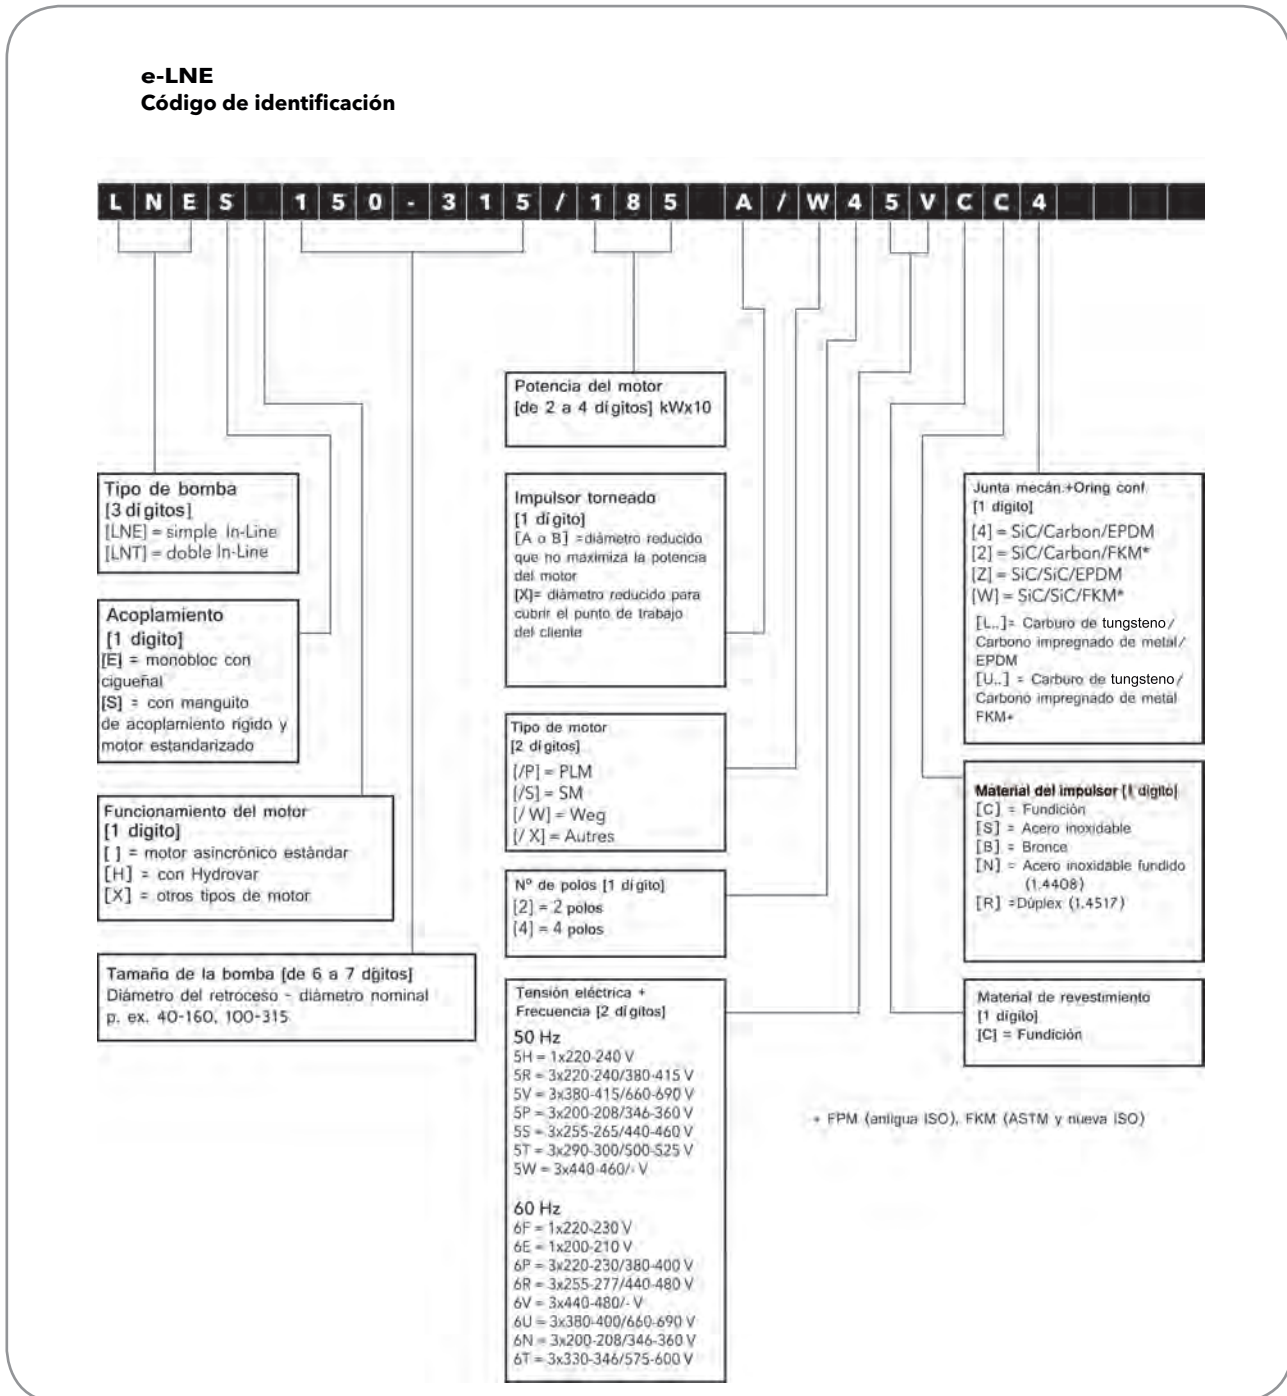 e-LNE
Código de identificación
L N E S 1 5 0 - 3 1 5 / 1 8 5 A / W 4 5 V C C 4
Potencia del motor
[de 2 a 4 dígitos] kWx10
Tipo de bomba
[3 dígitos]
[LNE] = simple In-Line
[LNT] = doble In-Line
Acoplamiento
[1 digito]
[E] = monobloc con
cigueñal
[S] = con manguito
de acoplamiento rígido y
motor estandarizado
Funcionamiento del motor
[1 digito]
[ ] = motor asincrónico estándar
[H] = con Hydrovar
[X] = otros tipos de motor
Tamaño de la bomba [de 6 a 7 dgitos]
Diámetro del retroceso - diámetro nominal
p. ex. 40-160, 100-315
Impulsor torneado
[1 dígito]
[A o B] =diámetro reducido
que no maximiza la potencia
del motor
[X]= diámetro reducido para
cubrir el punto de trabajo
del cliente
Tipo de motor
[2 dígitos]
[/P] = PLM
[/S] = SM
[/ W] = Weg
[/ X] = Autres
Nº de polos [1 dígito]
[2] = 2 polos
[4] = 4 polos
Tensión eléctrica +
Frecuencia [2 dígitos]
50 Hz
5H = 1x220-240 V
5R = 3x220-240/380-415 V
5V = 3x380-415/660-690 V
5P = 3x200-208/346-360 V
5S = 3x255-265/440-460 V
5T = 3x290-300/500-525 V
5W = 3x440-460/- V
60 Hz
6F = 1x220-230 V
6E = 1x200-210 V
6P = 3x220-230/380-400 V
6R = 3x255-277/440-480 V
6V = 3x440-480/- V
6U = 3x380-400/660-690 V
6N = 3x200-208/346-360 V
6T = 3x330-346/575-600 V
Junta mecán.+Oring conf.
[1 dígito]
[4] = SiC/Carbon/EPDM
[2] = SiC/Carbon/FKM*
[Z] = SiC/SiC/EPDM
[W] = SiC/SiC/FKM*
[L..]= Carburo de tungsteno/
Carbono impregnado de metal/
EPDM
[U..] = Carburo de tungsteno/
Carbono impregnado de metal
FKM+
Material del impulsor [1 digito]
[C] = Fundición
[S] = Acero inoxidable
[B] = Bronce
[N] = Acero inoxidable fundido
(1.4408)
[R] =Dúplex (1.4517)
Material de revestimiento
[1 dígito]
[C] = Fundición
+ FPM (antigua ISO), FKM (ASTM y nueva ISO)